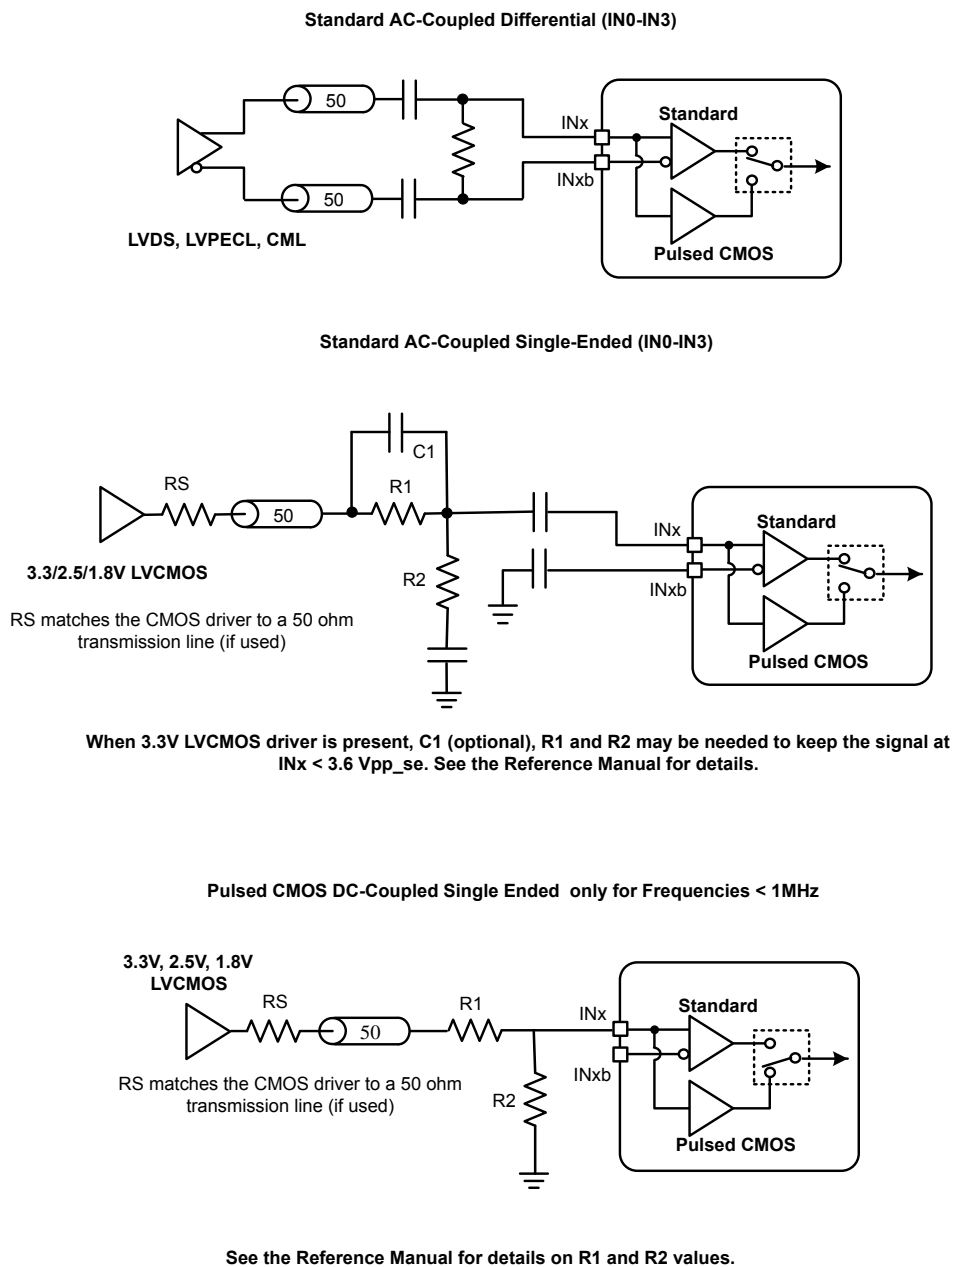 Standard AC-Coupled Differential (IN0-IN3)
50
INx
Standard
50
INxb
LVDS, LVPECL, CML
Pulsed CMOS
Standard AC-Coupled Single-Ended (IN0-IN3)
C1
RS
R1
50
INx
Standard
3.3/2.5/1.8V LVCMOS
R2
INxb
RS matches the CMOS driver to a 50 ohm
transmission line (if used)
Pulsed CMOS
When 3.3V LVCMOS driver is present, C1 (optional), R1 and R2 may be needed to keep the signal at
INx < 3.6 Vpp_se. See the Reference Manual for details.
Pulsed CMOS DC-Coupled Single Ended only for Frequencies < 1MHz
3.3V, 2.5V, 1.8V
LVCMOS
RS
R1
INx
Standard
50
INxb
RS matches the CMOS driver to a 50 ohm
transmission line (if used)
R2
Pulsed CMOS
See the Reference Manual for details on R1 and R2 values.